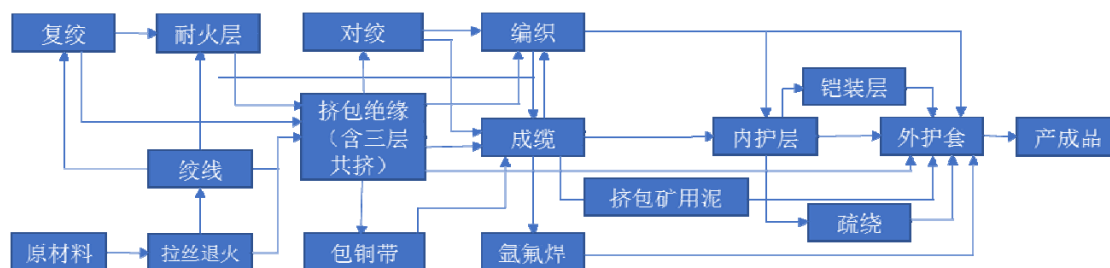 复绞
耐火层
对绞
编织
铠装层
挤包绝缘
（含三层
共挤）
绞线
成缆
内护层
外护套
产成品
挤包矿用泥
疏绕
原材料
拉丝退火
包铜带
氩氟焊